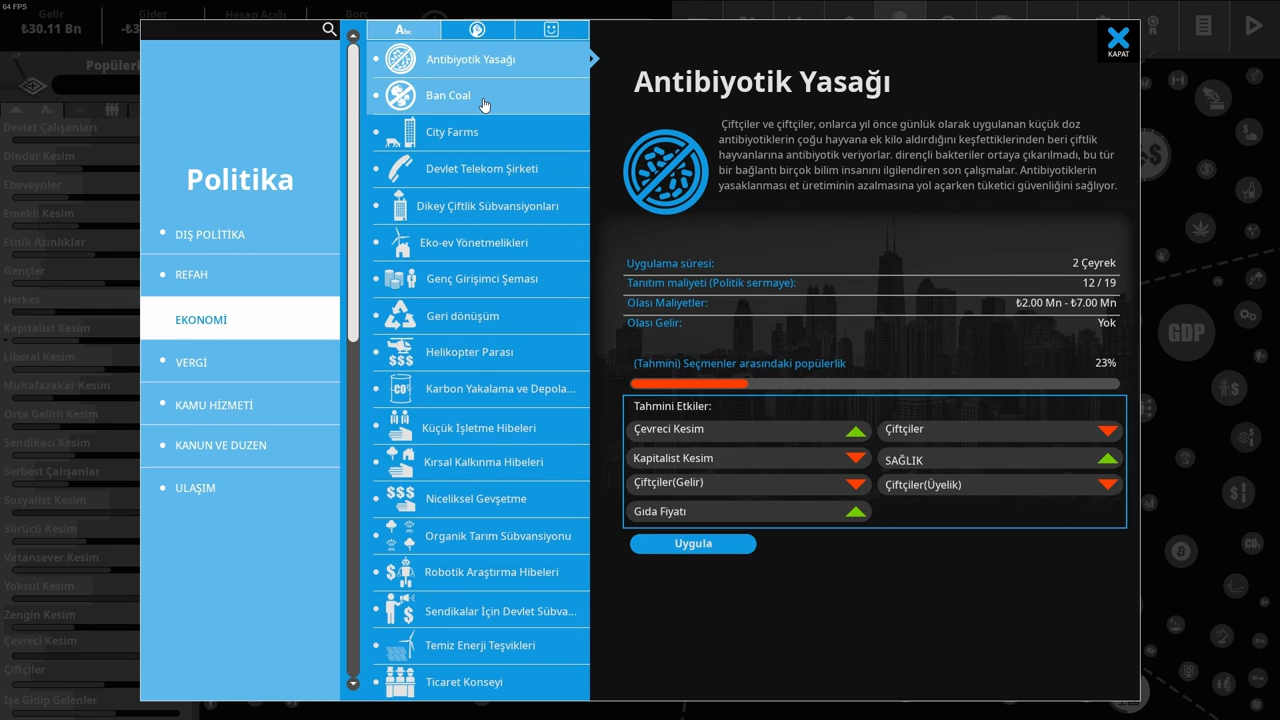 64 FPS
Gelir
Gider
Hesap Açığı
Borç
₺30.11 Bn
Popülerl
Devlet Çalışanları
Dindar Kesim
Ebeveynler
Emekli Kesim
Etnik Azınlıklar
Gençler
Herkes
Kapitalist Kesim
Liberal Kesim
Muhafazakar Kesim
Orta Gelirli Kesim
Sendikacı Kesim
Serbest Çalışanlar
Sosyalist Kesim
Sürücü Kesim
Vatansever Kesim
Yoksul Kesim
Zengin Kesim
Çevreci Kesim
Çiftçiler
İşe Gidip Gelenler
Politika
DIŞ POLİTİKA
REFAH
EKONOMİ
VERGİ
KAMU HİZMETİ
KANUN VE DUZEN
ULAŞIM
Abc
Antibiyotik Yasağı
Ban Coal
City Farms
Devlet Telekom Şirketi
Dikey Çiftlik Sübvansiyonları
Eko-ev Yönetmelikleri
Genç Girişimci Şeması
Geri dönüşüm
Helikopter Parası
Karbon Yakalama ve Depola...
Küçük İşletme Hibeleri
Kırsal Kalkınma Hibeleri
Niceliksel Gevşetme
Organik Tarım Sübvansiyonu
Robotik Araştırma Hibeleri
Sendikalar İçin Devlet Sübva...
Temiz Enerji Teşvikleri
Ticaret Konseyi
KAPAT
Antibiyotik Yasağı
Çiftçiler ve çiftçiler, onlarca yıl önce günlük olarak uygulanan küçük doz
antibiyotiklerin çoğu hayvana ek kilo aldırdığını keşfettiklerinden beri çiftlik
hayvanlarına antibiyotik veriyorlar. dirençli bakteriler ortaya çıkarılmadı, bu tür
bir bağlantı birçok bilim insanını ilgilendiren son çalışmalar. Antibiyotiklerin
yasaklanması et üretiminin azalmasına yol açarken tüketici güvenliğini sağlıyor.
Uygulama süresi: 2 Çeyrek
Tanıtım maliyeti (Politik sermaye): 12 / 19
Olası Maliyetler: ₺2.00 Mn - ₺7.00 Mn
Olası Gelir: Yok
(Tahmini) Seçmenler arasındaki popülerlik 23%
Tahmini Etkiler:
Çevreci Kesim
Çiftçiler
Kapitalist Kesim
SAĞLIK
Çiftçiler(Gelir)
Çiftçiler(Üyelik)
Gıda Fiyatı
Uygula
GDP